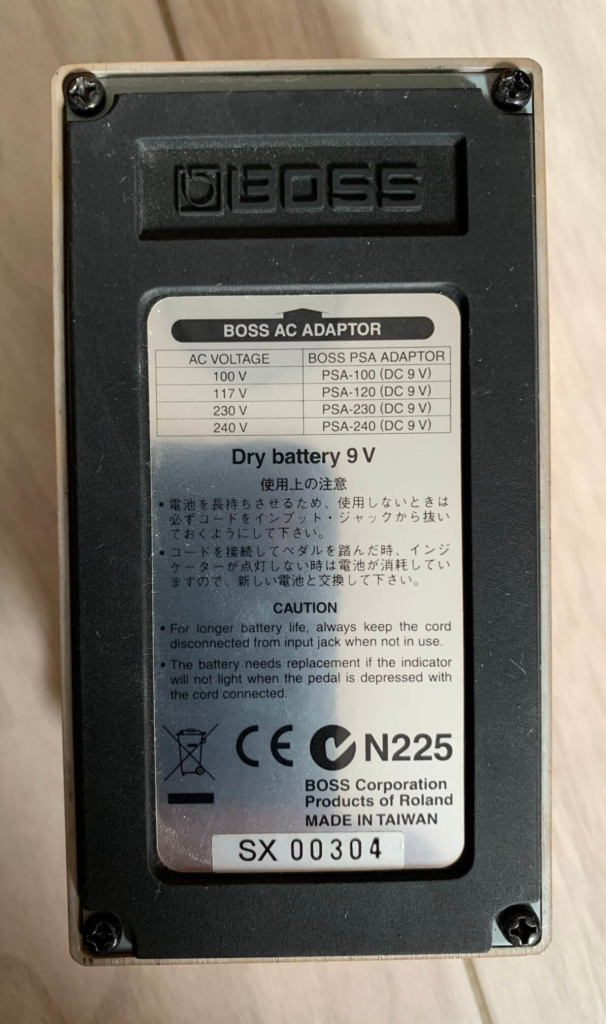 BOSS
BOSS AC ADAPTOR
AC VOLTAGE BOSS PSA ADAPTOR
100 V PSA-100 (DC 9 V)
117 V PSA-120 (DC 9 V)
230 V PSA-230 (DC 9 V)
240 V PSA-240 (DC 9 V)
Dry battery 9 V
使用上の注意
• 電池を長持ちさせるため、使用しないときは
必ずコードをインプット・ジャックから抜い
ておくようにして下さい。
• コードを接続してペダルを踏んだ時、インジ
ケーターが点灯しない時は電池が消耗してい
ますので、新しい電池と交換して下さい。
CAUTION
• For longer battery life, always keep the cord
disconnected from input jack when not in use.
• The battery needs replacement if the indicator
will not light when the pedal is depressed with
the cord connected.
CE N225
BOSS Corporation
Products of Roland
MADE IN TAIWAN
SX 00304